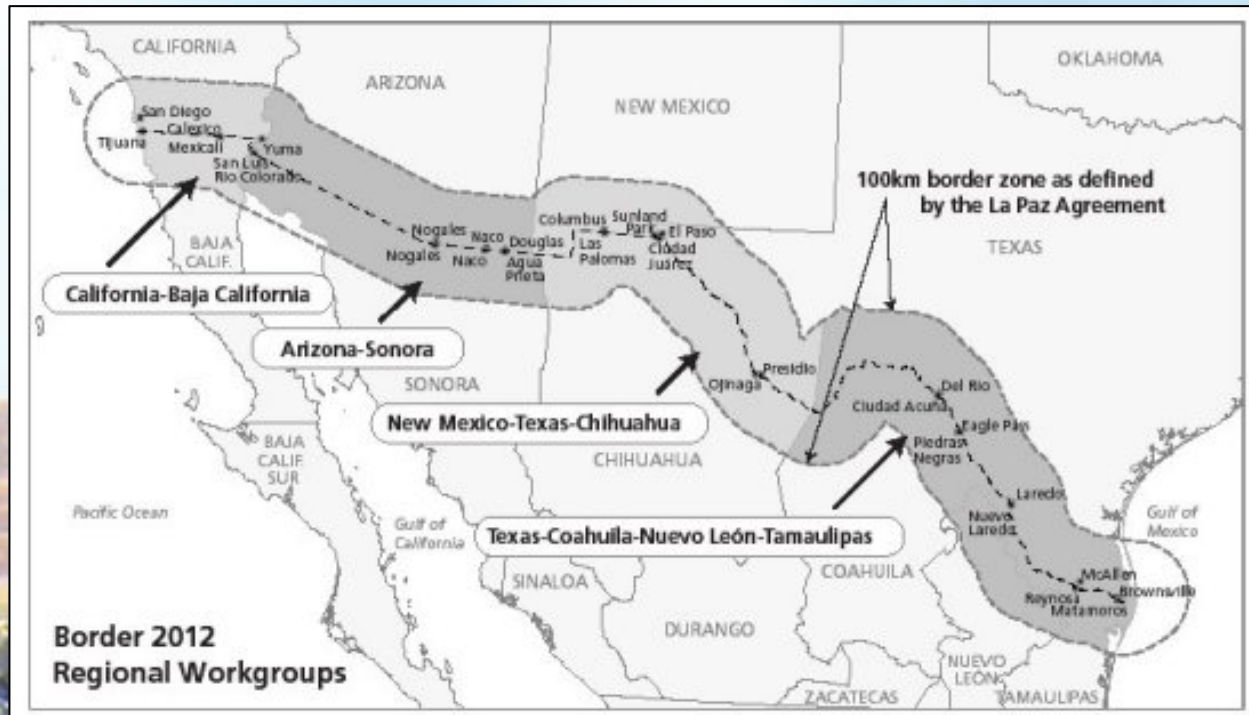 CALIFORNIA
ARIZONA
NEW MEXICO
OKLAHOMA
San Diego
Tijuana
Calexico
Mexicali
Yuma
San Luis
Rio Colorado
100km border zone as defined
by the La Paz Agreement
TEXAS
Nogales
Nogales
Naco
Naco
Douglas
Agua
Prieta
Columbus
Las
Palomas
Sunland
Park
El Paso
Ciudad
Juárez
BAJA
CALIF.
California-Baja California
Arizona-Sonora
SONORA
Ojinaga
Presidio
New Mexico-Texas-Chihuahua
CHIHUAHUA
Del Rio
Ciudad Acuña
Eagle Pass
Piedras
Negras
BAJA
CALIF.
SUR
Pacific Ocean
Gulf of
California
Laredo
Nuevo
Laredo
Gulf of
Mexico
Texas-Coahuila-Nuevo León-Tamaulipas
SINALOA
COAHUILA
McAllen
Reynosa
Brownsville
Matamoros
DURANGO
Border 2012
Regional Workgroups
NUEVO
LEÓN
ZACATECAS
TAMAULIPAS